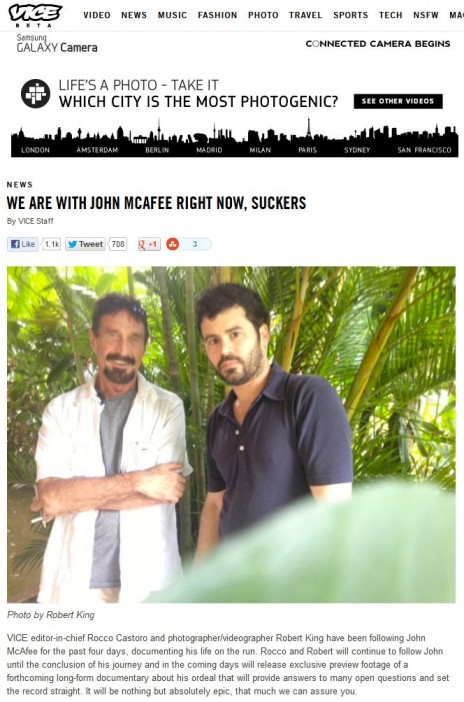 VICE
BETA
NEWS MUSIC FASHION PHOTO TRAVEL SPORTS TECH NSFW MA
Samsung
GALAXY Camera
CONNECTED CAMERA BEGINS
LIFE'S A PHOTO - TAKE IT
WHICH CITY IS THE MOST PHOTOGENIC?
SEE OTHER VIDEOS
LONDON AMSTERDAM BERLIN MADRID MILAN PARIS SYDNEY SAN FRANCISCO
NEWS
WE ARE WITH JOHN MCAFEE RIGHT NOW, SUCKERS
By VICE Staff
Like 1.1k Tweet 708 +1 3
Photo by Robert King
VICE editor-in-chief Rocco Castoro and photographer/videographer Robert King have been following John
McAfee for the past four days, documenting his life on the run. Rocco and Robert will continue to follow John
until the conclusion of his journey and in the coming days will release exclusive preview footage of a
forthcoming long-form documentary about his ordeal that will provide answers to many open questions and set
the record straight. It will be nothing but absolutely epic, that much we can assure you.